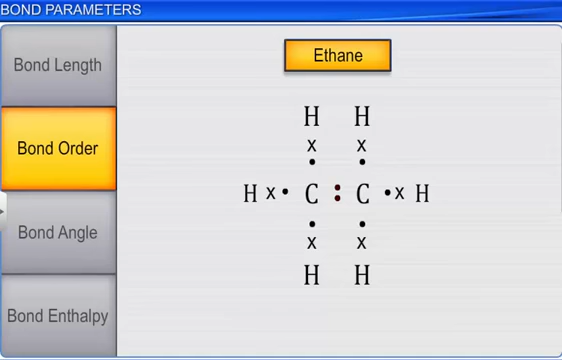 BOND PARAMETERS
Bond Length
Bond Order
Bond Angle
Bond Enthalpy
Ethane
H H
x x
• •
H x • C : C • x H
• •
x x
H H